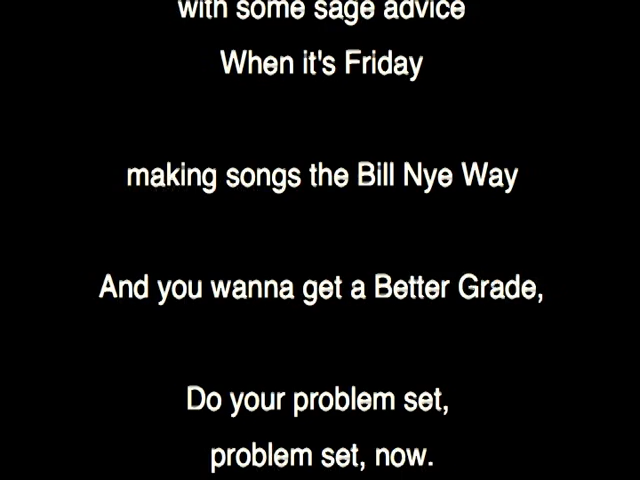 with some sage advice
When it's Friday
making songs the Bill Nye Way
And you wanna get a Better Grade,
Do your problem set,
problem set, now.